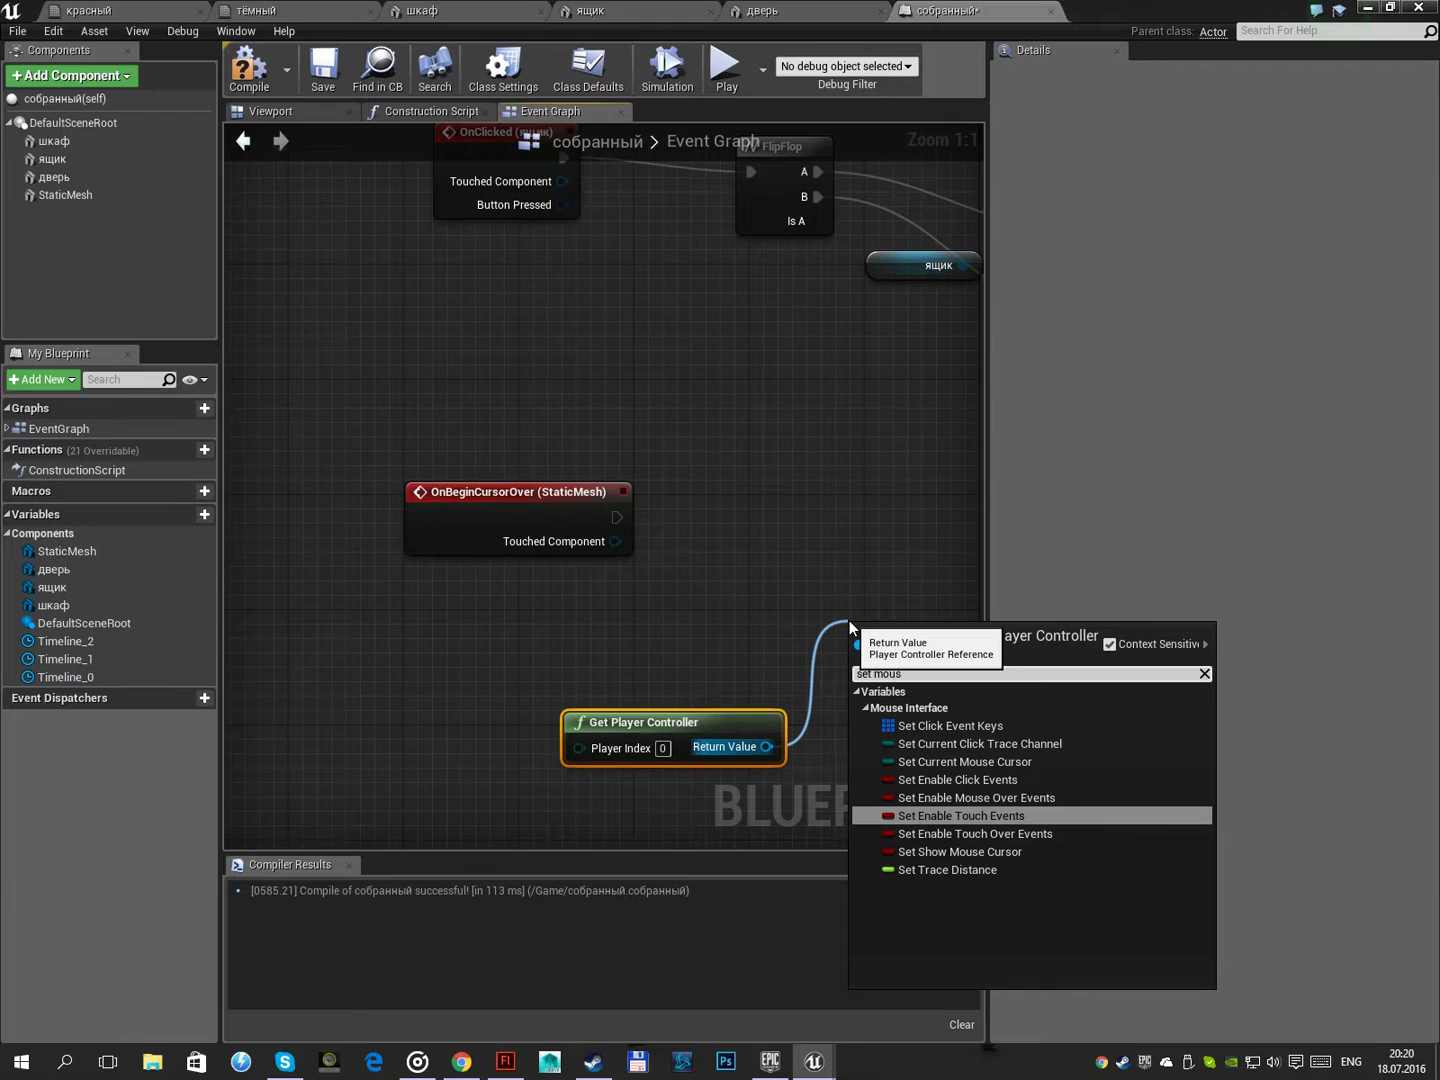 красный
тёмный
шкаф
ящик
дверь
собранный*
File Edit Asset View Debug Window Help
Parent class: Actor
Search For Help
Components
+Add Component
собранный(self)
DefaultSceneRoot
шкаф
ящик
дверь
StaticMesh
Compile
Save
Find in CB
Search
Class Settings
Class Defaults
Simulation
Play
No debug object selected
Debug Filter
Details
Viewport
Construction Script
Event Graph
собранный > Event Graph
Zoom 1:1
OnClicked (ящик)
Touched Component
Button Pressed
FlipFlop
A
B
Is A
ящик
My Blueprint
+Add New
Search
Graphs
EventGraph
Functions (21 Overridable)
ConstructionScript
Macros
Variables
Components
StaticMesh
дверь
ящик
шкаф
DefaultSceneRoot
Timeline_2
Timeline_1
Timeline_0
Event Dispatchers
OnBeginCursorOver (StaticMesh)
Touched Component
Get Player Controller
Player Index 0
Return Value
BLUEP
Return Value
Player Controller Reference
ayer Controller
Context Sensitiv
set mous
Variables
Mouse Interface
Set Click Event Keys
Set Current Click Trace Channel
Set Current Mouse Cursor
Set Enable Click Events
Set Enable Mouse Over Events
Set Enable Touch Events
Set Enable Touch Over Events
Set Show Mouse Cursor
Set Trace Distance
Compiler Results
[0585.21] Compile of собранный successful! [in 113 ms] (/Game/собранный.собранный)
Clear
Fl
Ps
EPIC
ENG
20:20
18.07.2016